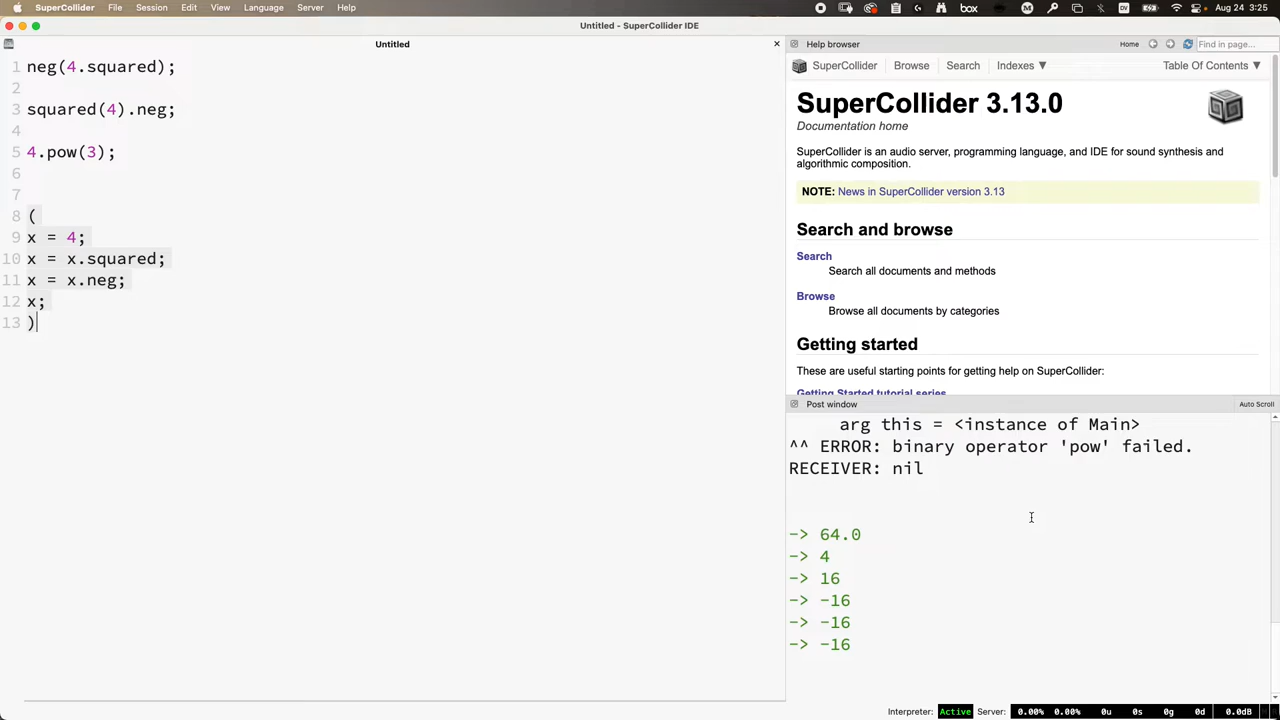 SuperCollider File Session Edit View Language Server Help
DV
Aug 24 3:25
Untitled - SuperCollider IDE
Untitled
×
Help browser
Home
Find in page...
SuperCollider Browse Search Indexes ▼ Table Of Contents ▼
1 neg(4.squared);
2
3 squared(4).neg;
4
5 4.pow(3);
6
7
8 (
9 x = 4;
10 x = x.squared;
11 x = x.neg;
12 x;
13 )
SuperCollider 3.13.0
Documentation home
SuperCollider is an audio server, programming language, and IDE for sound synthesis and
algorithmic composition.
NOTE: News in SuperCollider version 3.13
Search and browse
Search
Search all documents and methods
Browse
Browse all documents by categories
Getting started
These are useful starting points for getting help on SuperCollider:
Getting Started tutorial series
Post window
Auto Scroll
arg this = <instance of Main>
^^ ERROR: binary operator 'pow' failed.
RECEIVER: nil
-> 64.0
-> 4
-> 16
-> -16
-> -16
-> -16
Interpreter: Active Server: 0.00% 0.00% 0u 0s 0g 0d 0.0dB